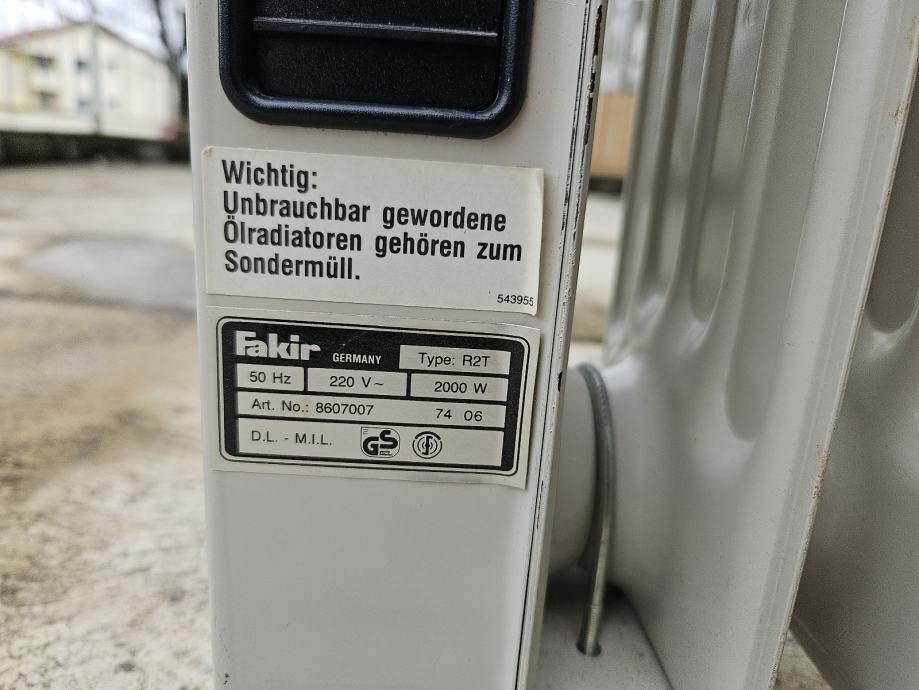 Wichtig:
Unbrauchbar gewordene
Ölradiatoren gehören zum
Sondermüll.
543955
Fakir GERMANY Type: R2T
50 Hz 220 V~ 2000 W
Art. No.: 8607007 74 06
D.L. - M.I.L. GS